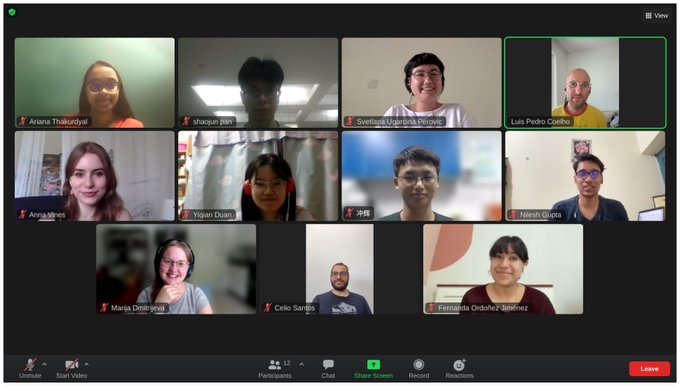 View
Ariana Thakurdyal
shaojun pan
Svetlana Ugarcina Perovic
Luis Pedro Coelho
Anna Vines
Yiqian Duan
冲辉
Nilesh Gupta
Marija Dmitrijeva
Celio Santos
Fernanda Ordoñez Jiménez
Unmute
Start Video
Participants
12
Chat
Share Screen
Record
Reactions
Leave